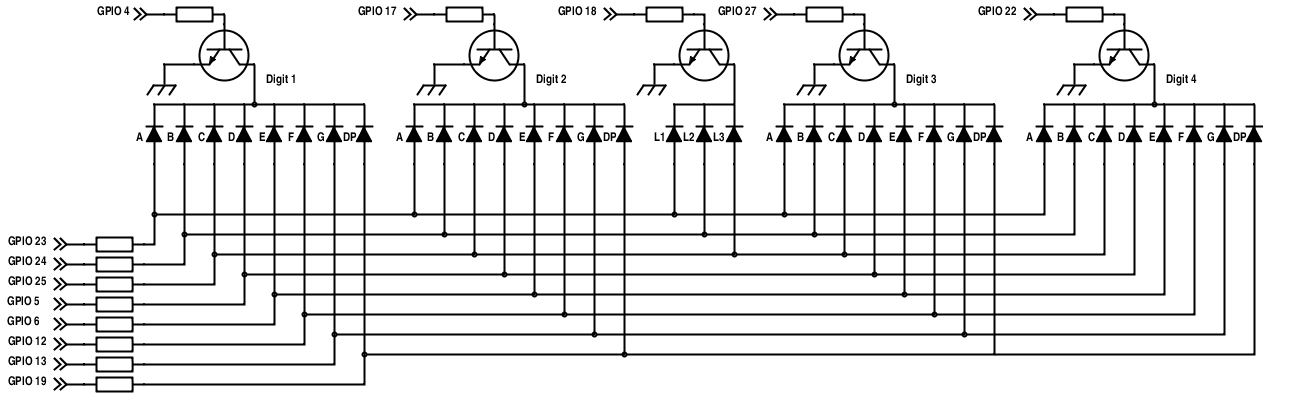 GPIO 4 GPIO 17 GPIO 18 GPIO 27 GPIO 22
Digit 1 Digit 2 Digit 3 Digit 4
A B C D E F G DP A B C D E F G DP L1 L2 L3 A B C D E F G DP A B C D E F G DP
GPIO 23
GPIO 24
GPIO 25
GPIO 5
GPIO 6
GPIO 12
GPIO 13
GPIO 19